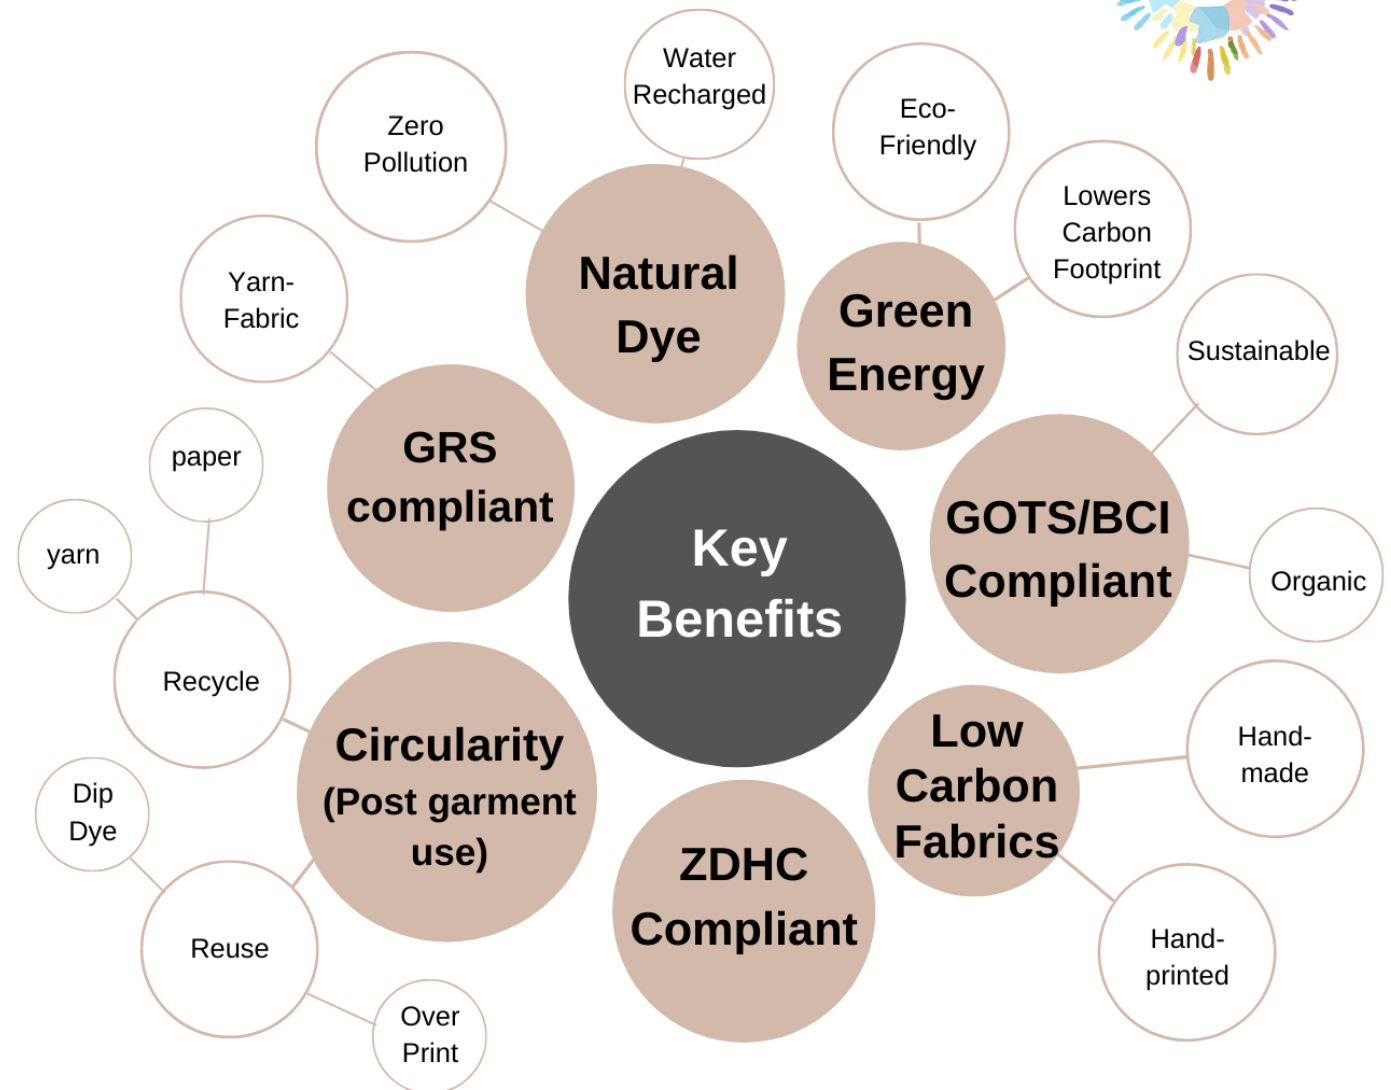 Water
Recharged
Zero
Pollution
Eco-
Friendly
Lowers
Carbon
Footprint
Yarn-
Fabric
Natural
Dye
Green
Energy
Sustainable
GRS
compliant
paper
yarn
Key
Benefits
GOTS/BCI
Compliant
Organic
Recycle
Circularity
(Post garment
use)
Low
Carbon
Fabrics
Hand-
made
Dip
Dye
ZDHC
Compliant
Reuse
Hand-
printed
Over
Print